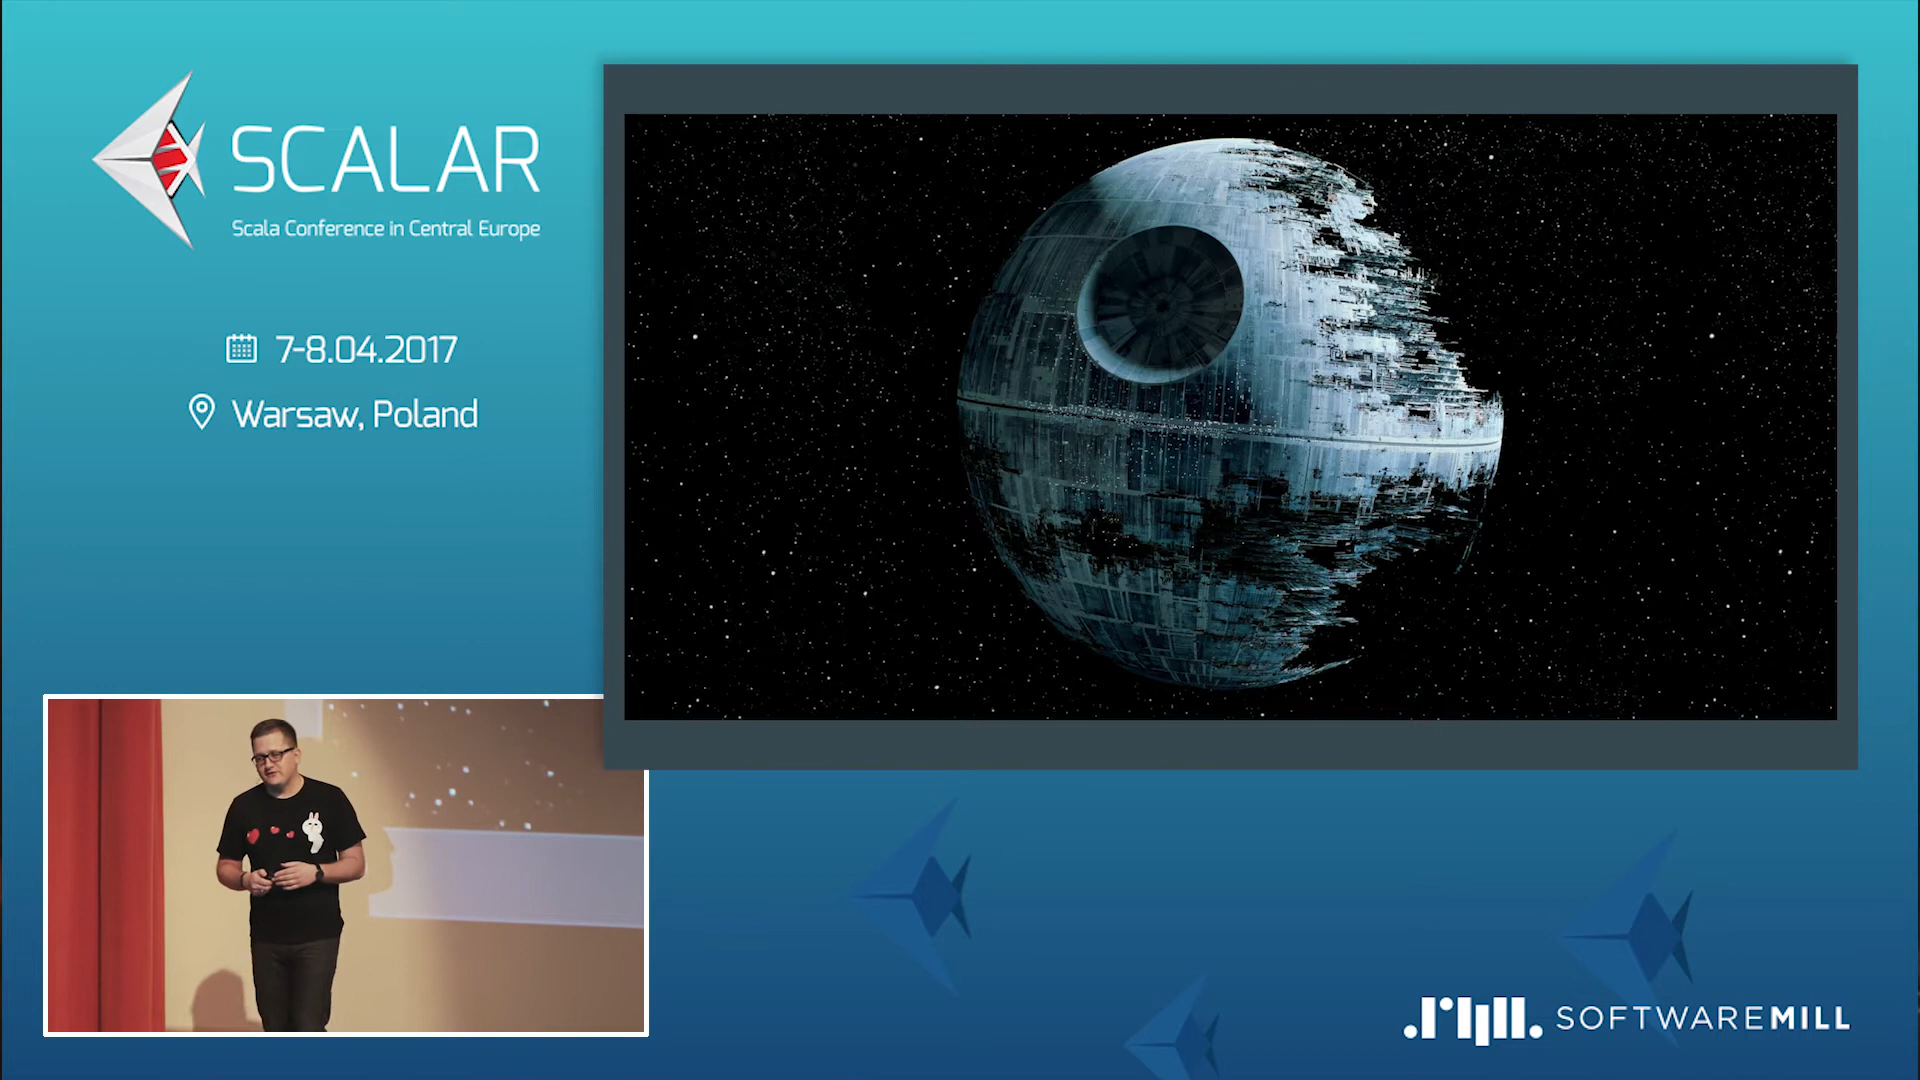 SCALAR
Scala Conference in Central Europe
7-8.04.2017
Warsaw, Poland
SOFTWAREMILL